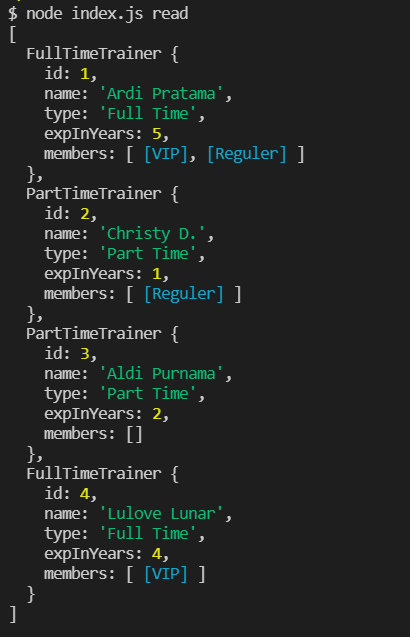 $ node index.js read
[
  FullTimeTrainer {
    id: 1,
    name: 'Ardi Pratama',
    type: 'Full Time',
    expInYears: 5,
    members: [ [VIP], [Reguler] ]
  },
  PartTimeTrainer {
    id: 2,
    name: 'Christy D.',
    type: 'Part Time',
    expInYears: 1,
    members: [ [Reguler] ]
  },
  PartTimeTrainer {
    id: 3,
    name: 'Aldi Purnama',
    type: 'Part Time',
    expInYears: 2,
    members: []
  },
  FullTimeTrainer {
    id: 4,
    name: 'Lulove Lunar',
    type: 'Full Time',
    expInYears: 4,
    members: [ [VIP] ]
  }
]